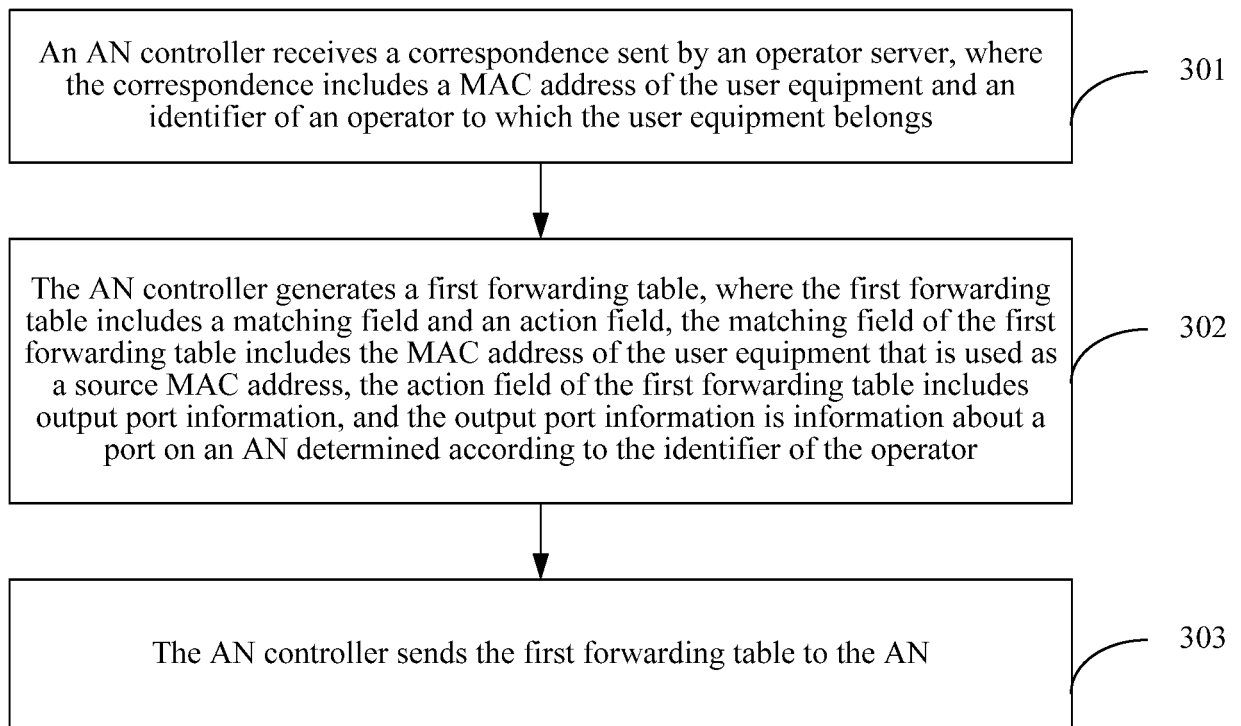 An AN controller receives a correspondence sent by an operator server, where
the correspondence includes a MAC address of the user equipment and an
identifier of an operator to which the user equipment belongs
301
The AN controller generates a first forwarding table, where the first forwarding
table includes a matching field and an action field, the matching field of the first
forwarding table includes the MAC address of the user equipment that is used as
a source MAC address, the action field of the first forwarding table includes
output port information, and the output port information is information about a
port on an AN determined according to the identifier of the operator
302
The AN controller sends the first forwarding table to the AN
303